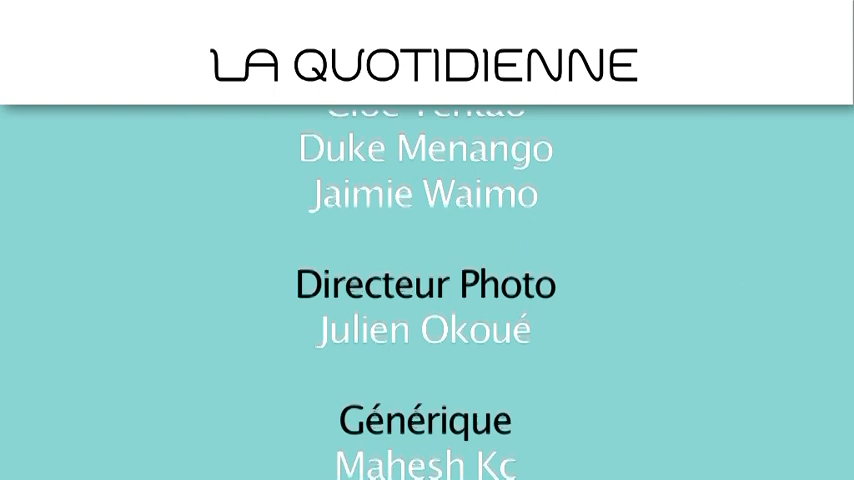 LA QUOTIDIENNE
Duke Menango
Jaimie Waimo
Directeur Photo
Julien Okoué
Générique
Mahesh Kc